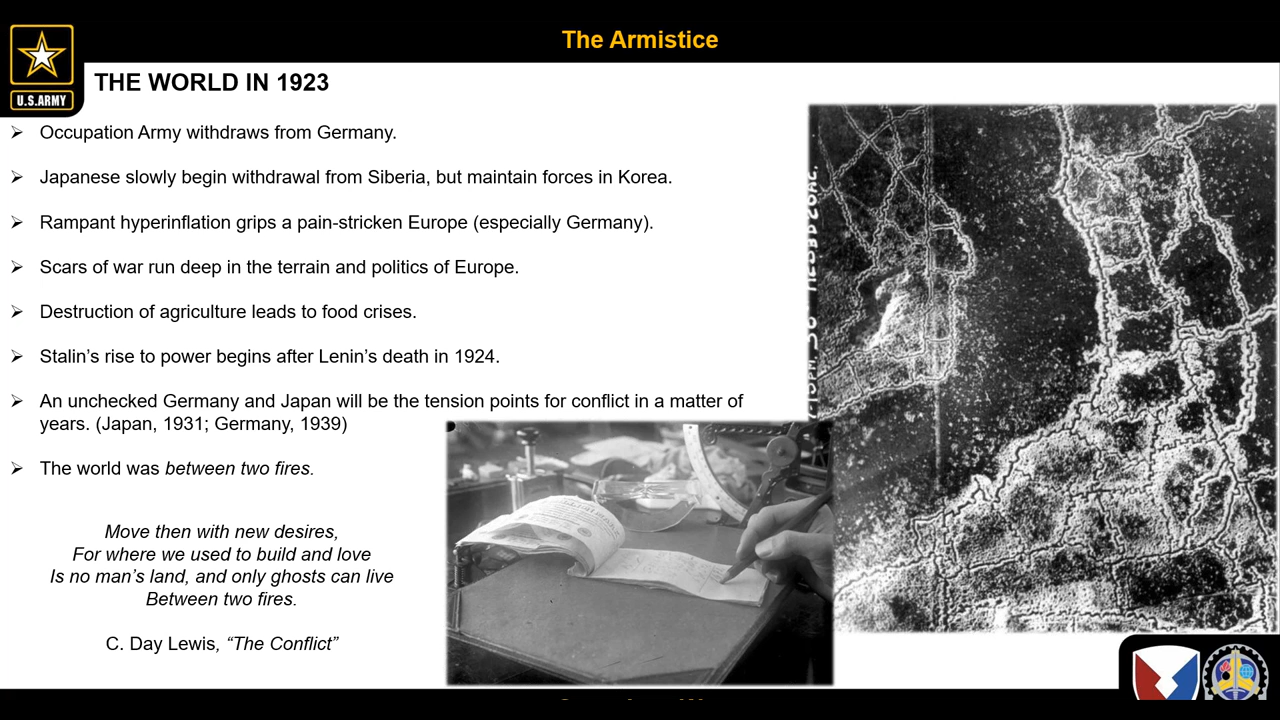 The Armistice
U.S.ARMY
THE WORLD IN 1923
Occupation Army withdraws from Germany.
Japanese slowly begin withdrawal from Siberia, but maintain forces in Korea.
Rampant hyperinflation grips a pain-stricken Europe (especially Germany).
Scars of war run deep in the terrain and politics of Europe.
Destruction of agriculture leads to food crises.
Stalin’s rise to power begins after Lenin’s death in 1924.
An unchecked Germany and Japan will be the tension points for conflict in a matter of
years. (Japan, 1931; Germany, 1939)
The world was between two fires.
Move then with new desires,
For where we used to build and love
Is no man’s land, and only ghosts can live
Between two fires.
C. Day Lewis, “The Conflict”